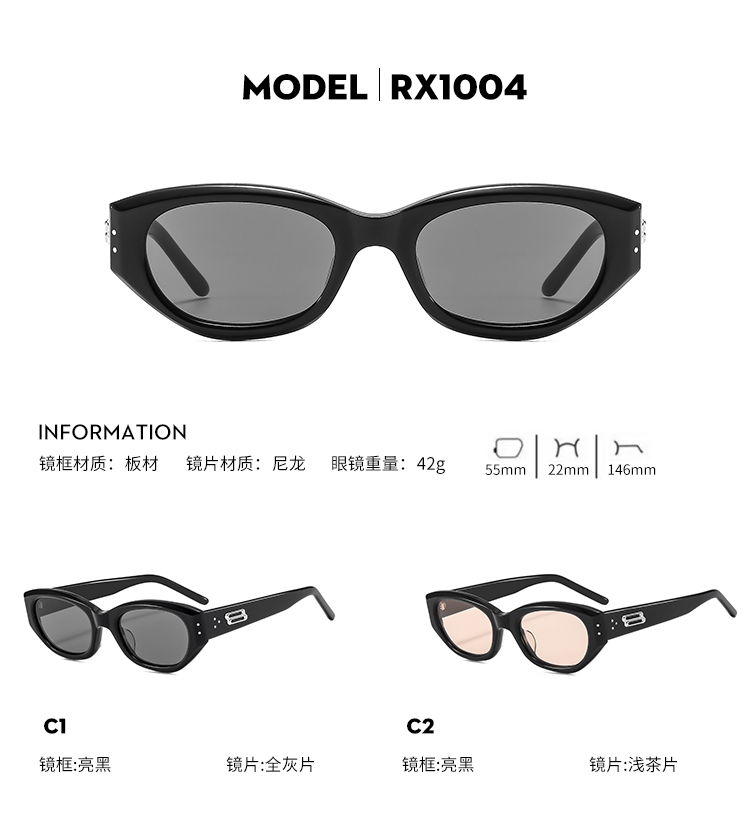 MODEL RX1004
INFORMATION
镜框材质：板材 镜片材质：尼龙 眼镜重量：42g
55mm 22mm 146mm
C1
镜框:亮黑 镜片:全灰片
C2
镜框:亮黑 镜片:浅茶片